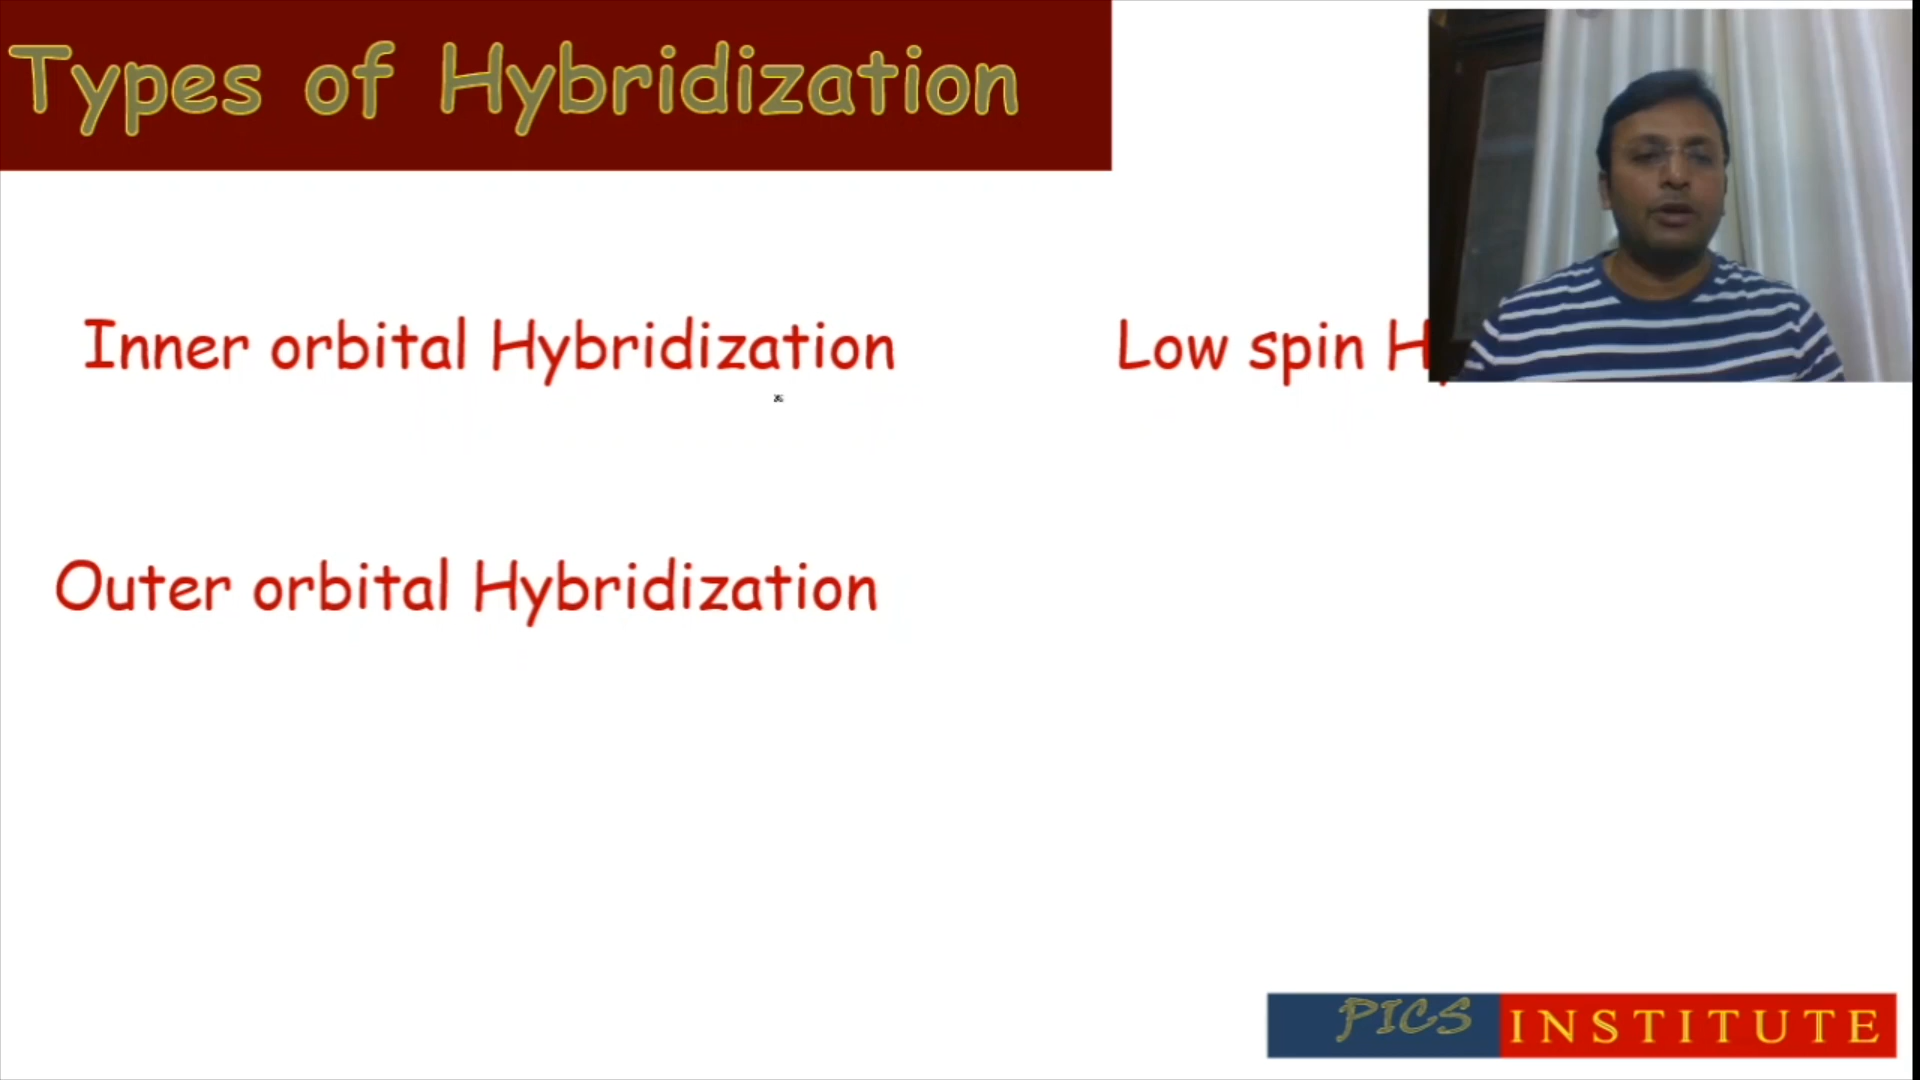 Types of Hybridization
Inner orbital Hybridization
Low spin
Outer orbital Hybridization
PICS INSTITUTE